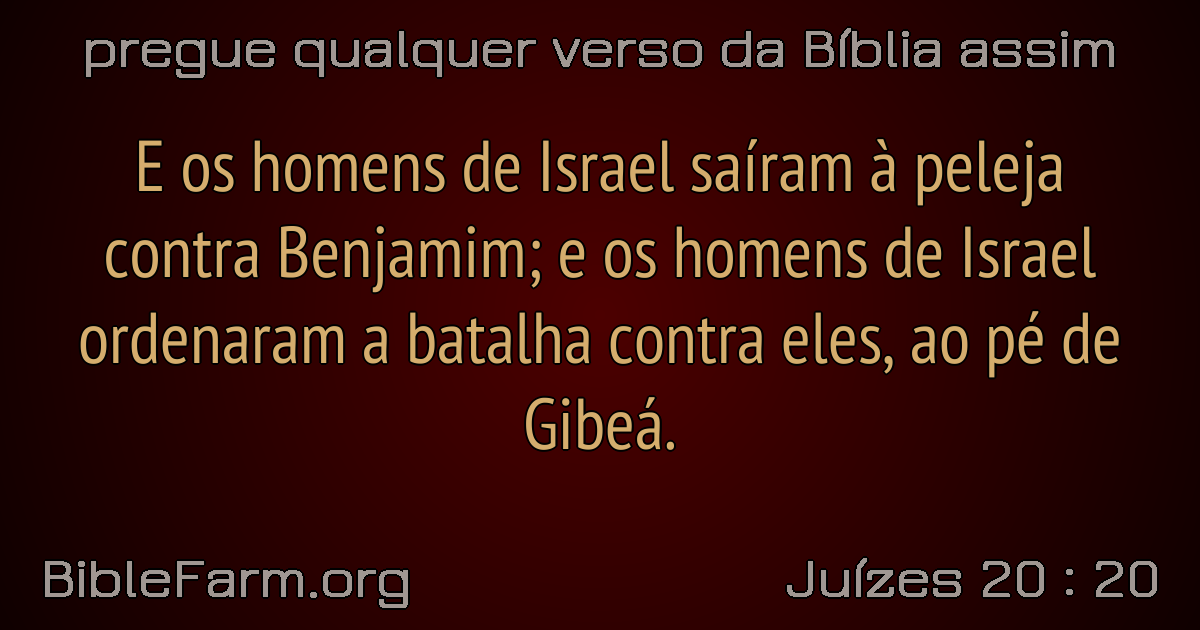 pregue qualquer verso da Bíblia assim
E os homens de Israel saíram à peleja
contra Benjamim; e os homens de Israel
ordenaram a batalha contra eles, ao pé de
Gibeá.
BibleFarm.org
Juízes 20 : 20